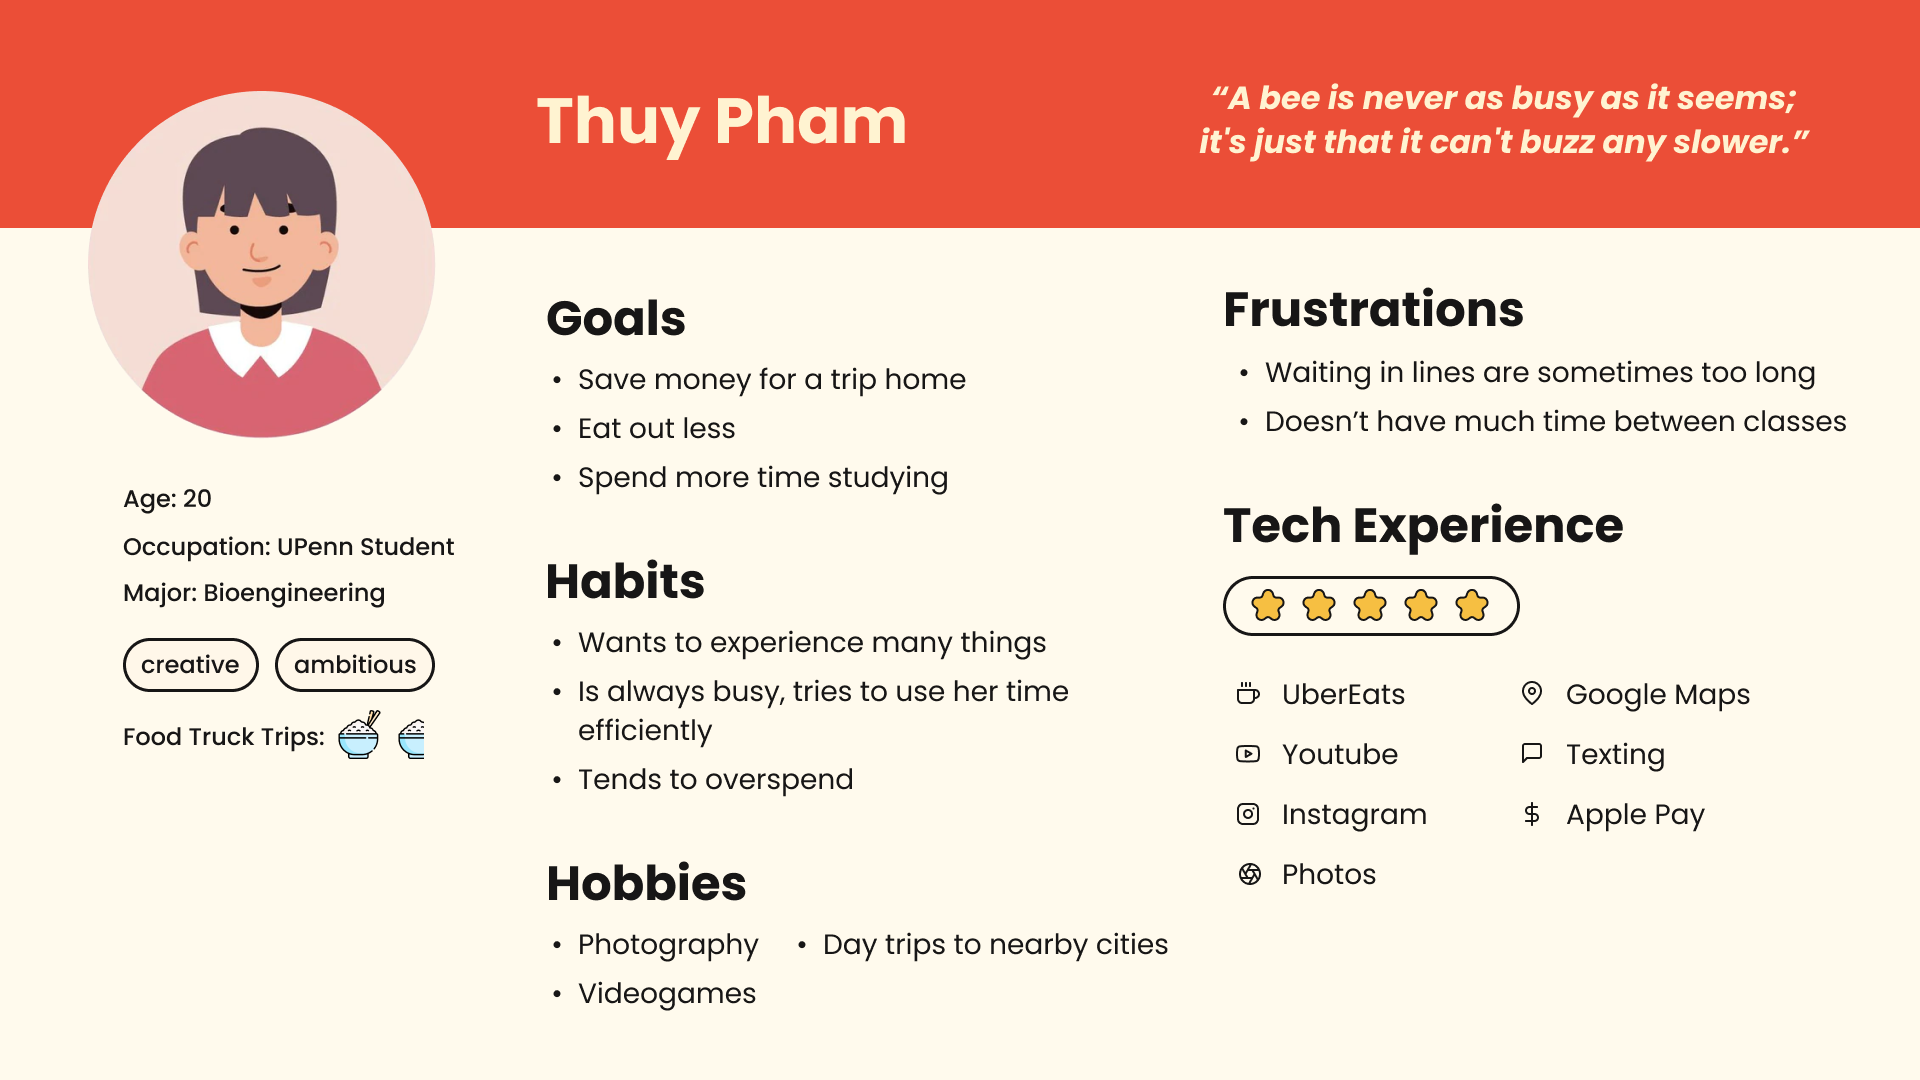 Thuy Pham
“A bee is never as busy as it seems;
it's just that it can't buzz any slower.”
Age: 20
Occupation: UPenn Student
Major: Bioengineering
creative
ambitious
Food Truck Trips:
Goals
• Save money for a trip home
• Eat out less
• Spend more time studying
Habits
• Wants to experience many things
• Is always busy, tries to use her time
efficiently
• Tends to overspend
Hobbies
• Photography
• Day trips to nearby cities
• Videogames
Frustrations
• Waiting in lines are sometimes too long
• Doesn’t have much time between classes
Tech Experience
UberEats
Google Maps
Youtube
Texting
Instagram
Apple Pay
Photos